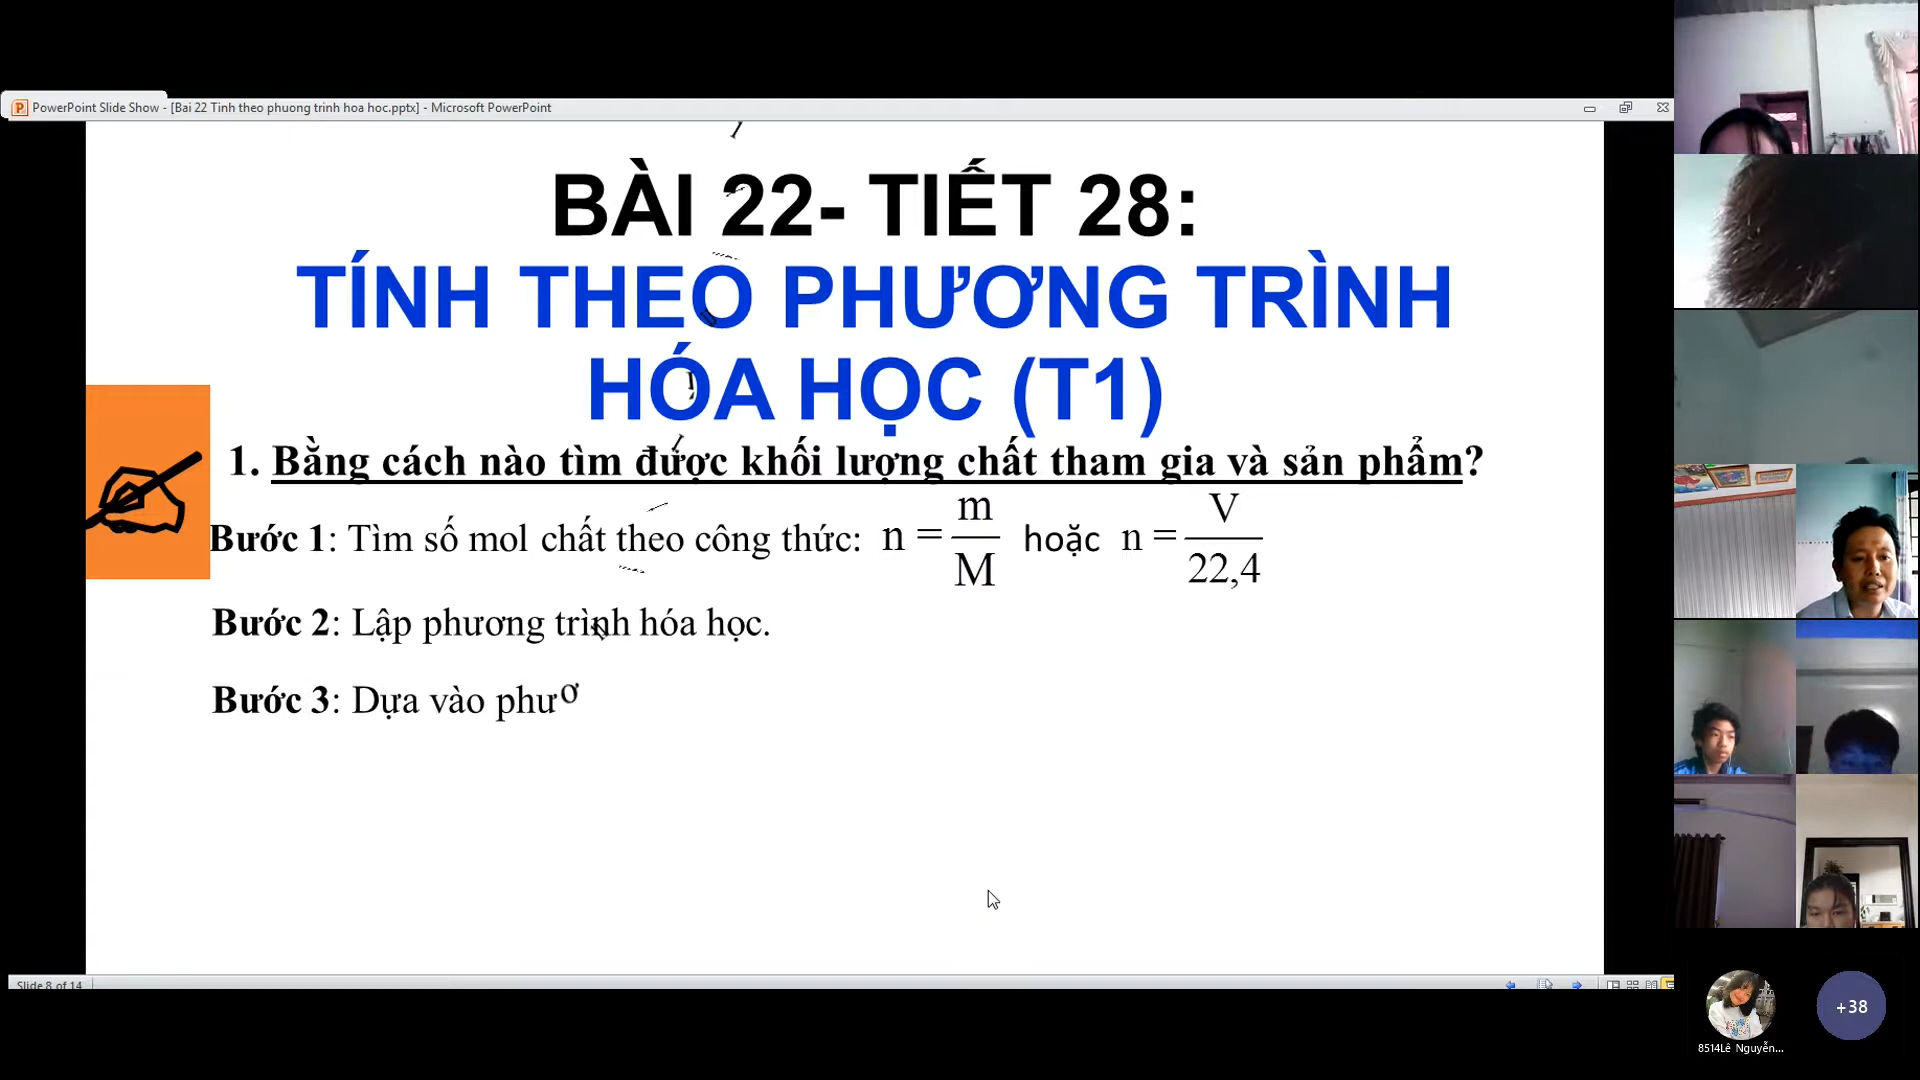 PowerPoint Slide Show - [Bai 22 Tinh theo phuong trinh hoa hoc.pptx] - Microsoft PowerPoint
BÀI 22- TIẾT 28:
TÍNH THEO PHƯƠNG TRÌNH
HÓA HỌC (T1)
1. Bằng cách nào tìm được khối lượng chất tham gia và sản phẩm?
Bước 1: Tìm số mol chất theo công thức: n = m/M hoặc n = V/22,4
Bước 2: Lập phương trình hóa học.
Bước 3: Dựa vào phươ
Slide 8 of 14
+38
8514Lê Nguyễn...